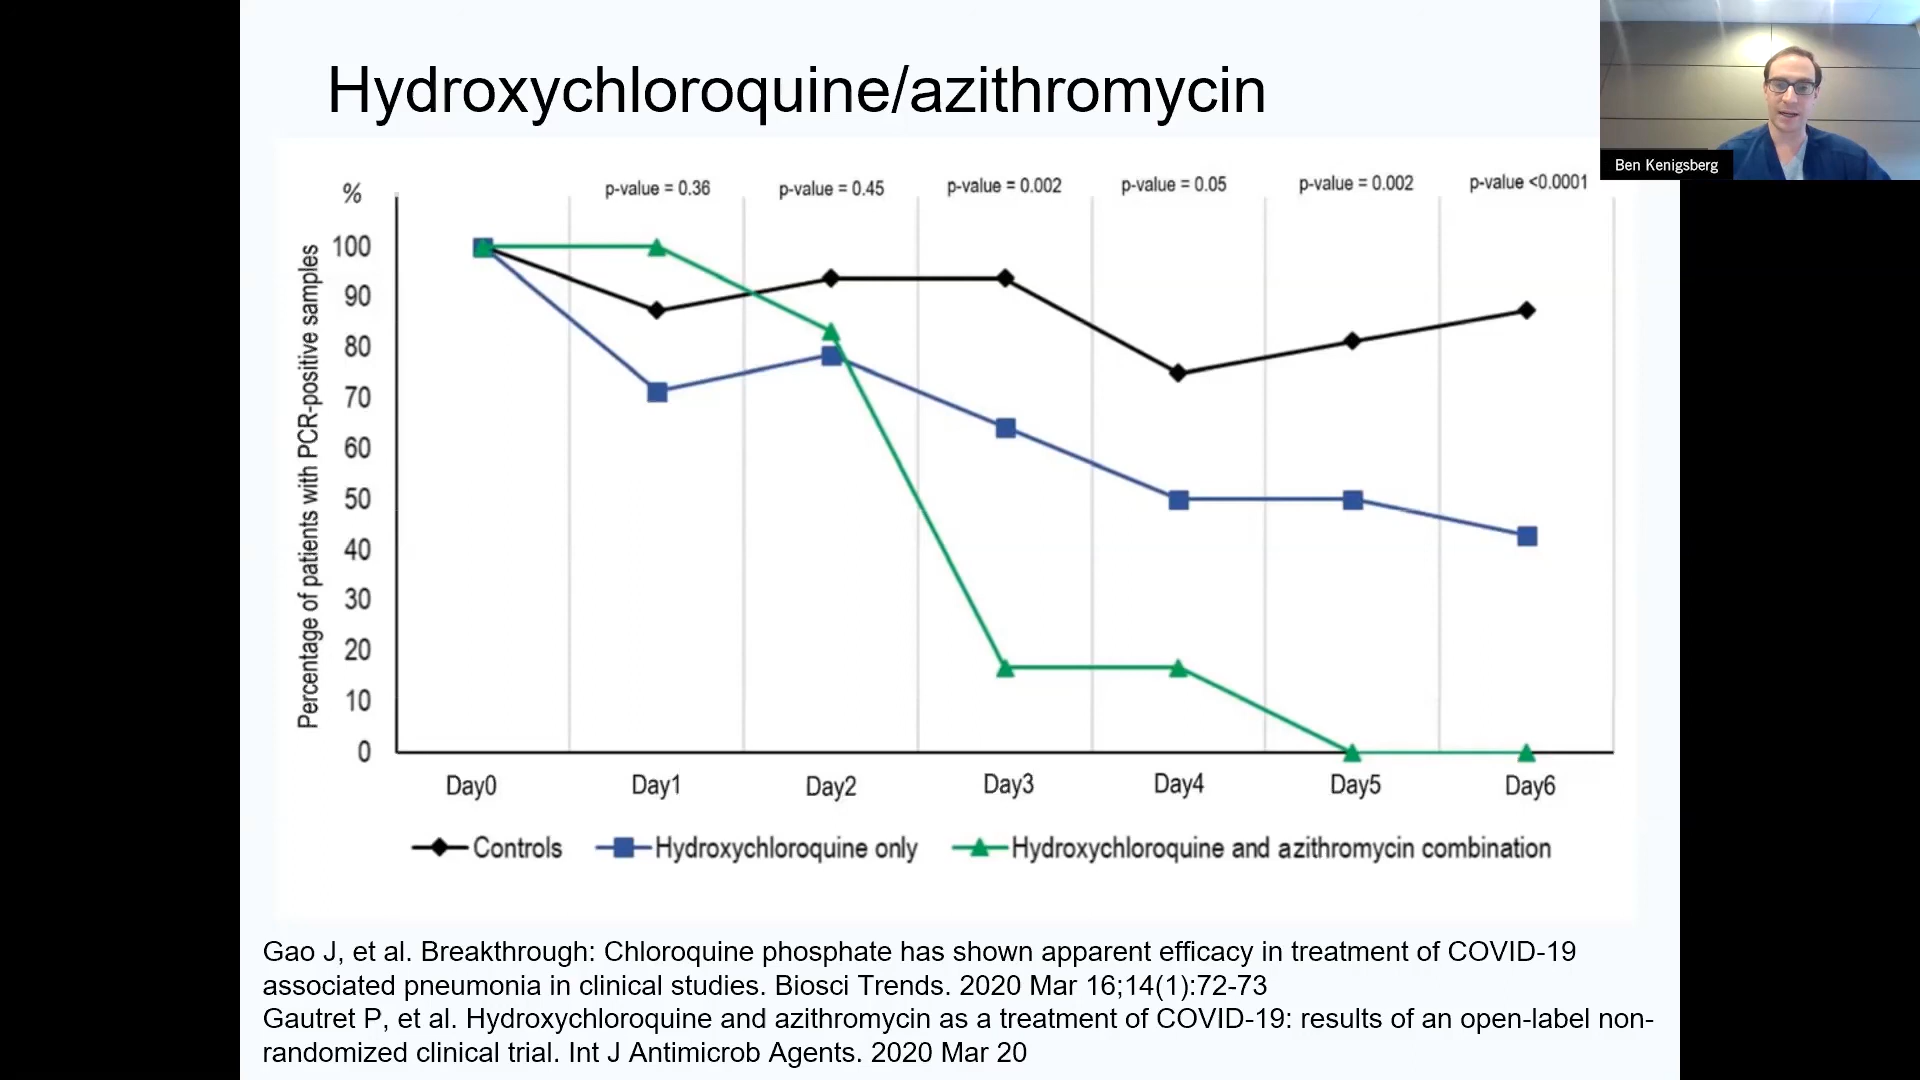 Hydroxychloroquine/azithromycin
Ben Kenigsberg
%
p-value = 0.36
p-value = 0.45
p-value = 0.002
p-value = 0.05
p-value = 0.002
p-value <0.0001
Percentage of patients with PCR-positive samples
100
90
80
70
60
50
40
30
20
10
0
Day0
Day1
Day2
Day3
Day4
Day5
Day6
Controls
Hydroxychloroquine only
Hydroxychloroquine and azithromycin combination
Gao J, et al. Breakthrough: Chloroquine phosphate has shown apparent efficacy in treatment of COVID-19
associated pneumonia in clinical studies. Biosci Trends. 2020 Mar 16;14(1):72-73
Gautret P, et al. Hydroxychloroquine and azithromycin as a treatment of COVID-19: results of an open-label non-
randomized clinical trial. Int J Antimicrob Agents. 2020 Mar 20